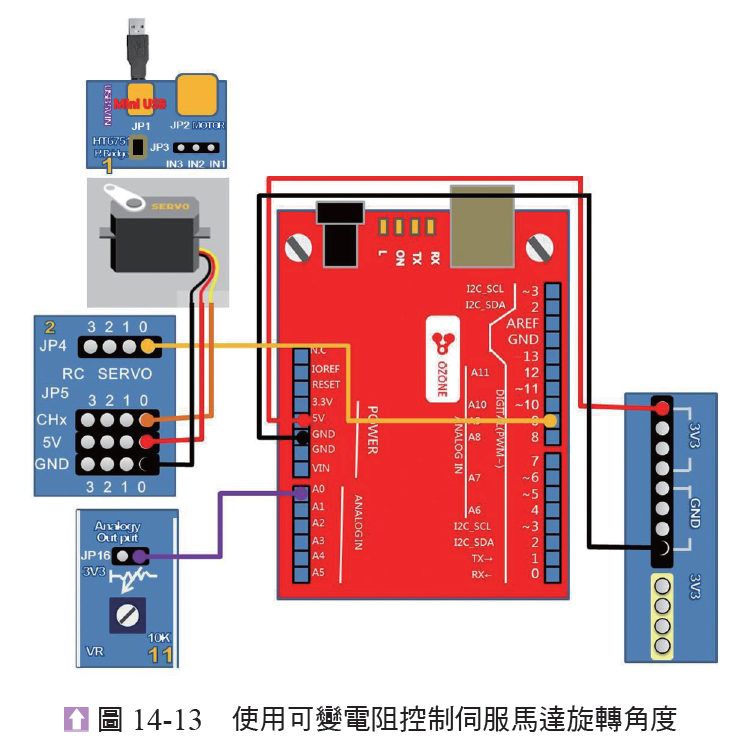 USB5VIN
Mini USB
JP1
JP2 MOTOR
HT6751
H Bridge
JP3
IN3 IN2 IN1
1
SERVO
2
3 2 1 0
JP4
RC SERVO
JP5
3 2 1 0
CHx
5V
GND
3 2 1 0
Analogy
Output
JP16
3V3
10K
VR
11
L
ON
TX
RX
OZONE
N.C
IOREF
RESET
3.3V
5V
GND
GND
VIN
POWER
A0
A1
A2
A3
A4
A5
ANALOG IN
I2C_SCL
~3
I2C_SDA
2
AREF
GND
~13
A11
12
~11
A10
~10
A8
8
7
A7
~6
~5
A6
4
I2C_SCL
~3
I2C_SDA
2
TX→
1
RX←
0
ANALOG IN
DIGITAL(PWM~)
3V3
GND
3V3
圖 14-13 使用可變電阻控制伺服馬達旋轉角度